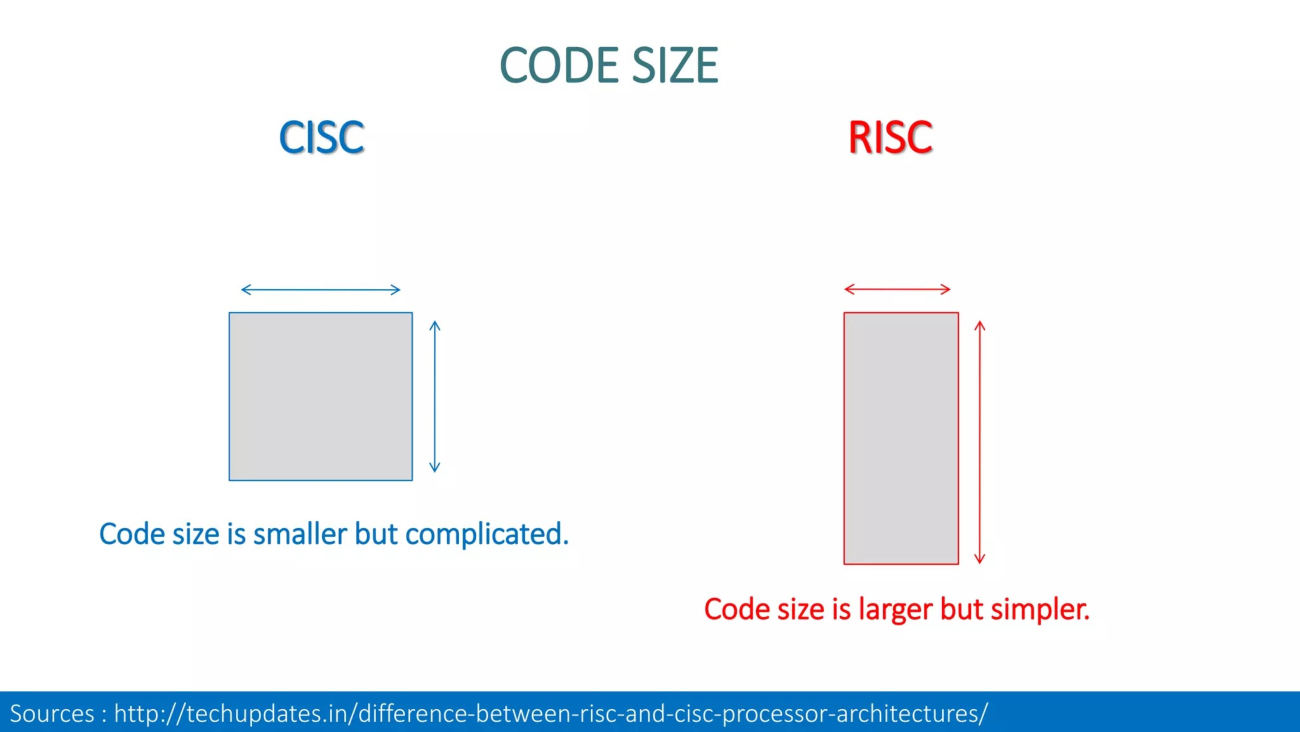 CODE SIZE
CISC
RISC
Code size is smaller but complicated.
Code size is larger but simpler.
Sources : http://techupdates.in/difference-between-risc-and-cisc-processor-architectures/